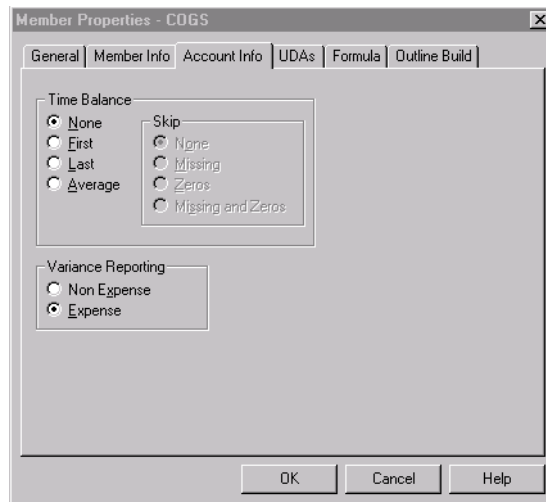 Member Properties - COGS
General
Member Info
Account Info
UDAs
Formula
Outline Build
Time Balance
None
First
Last
Average
Skip
None
Missing
Zeros
Missing and Zeros
Variance Reporting
Non Expense
Expense
OK
Cancel
Help